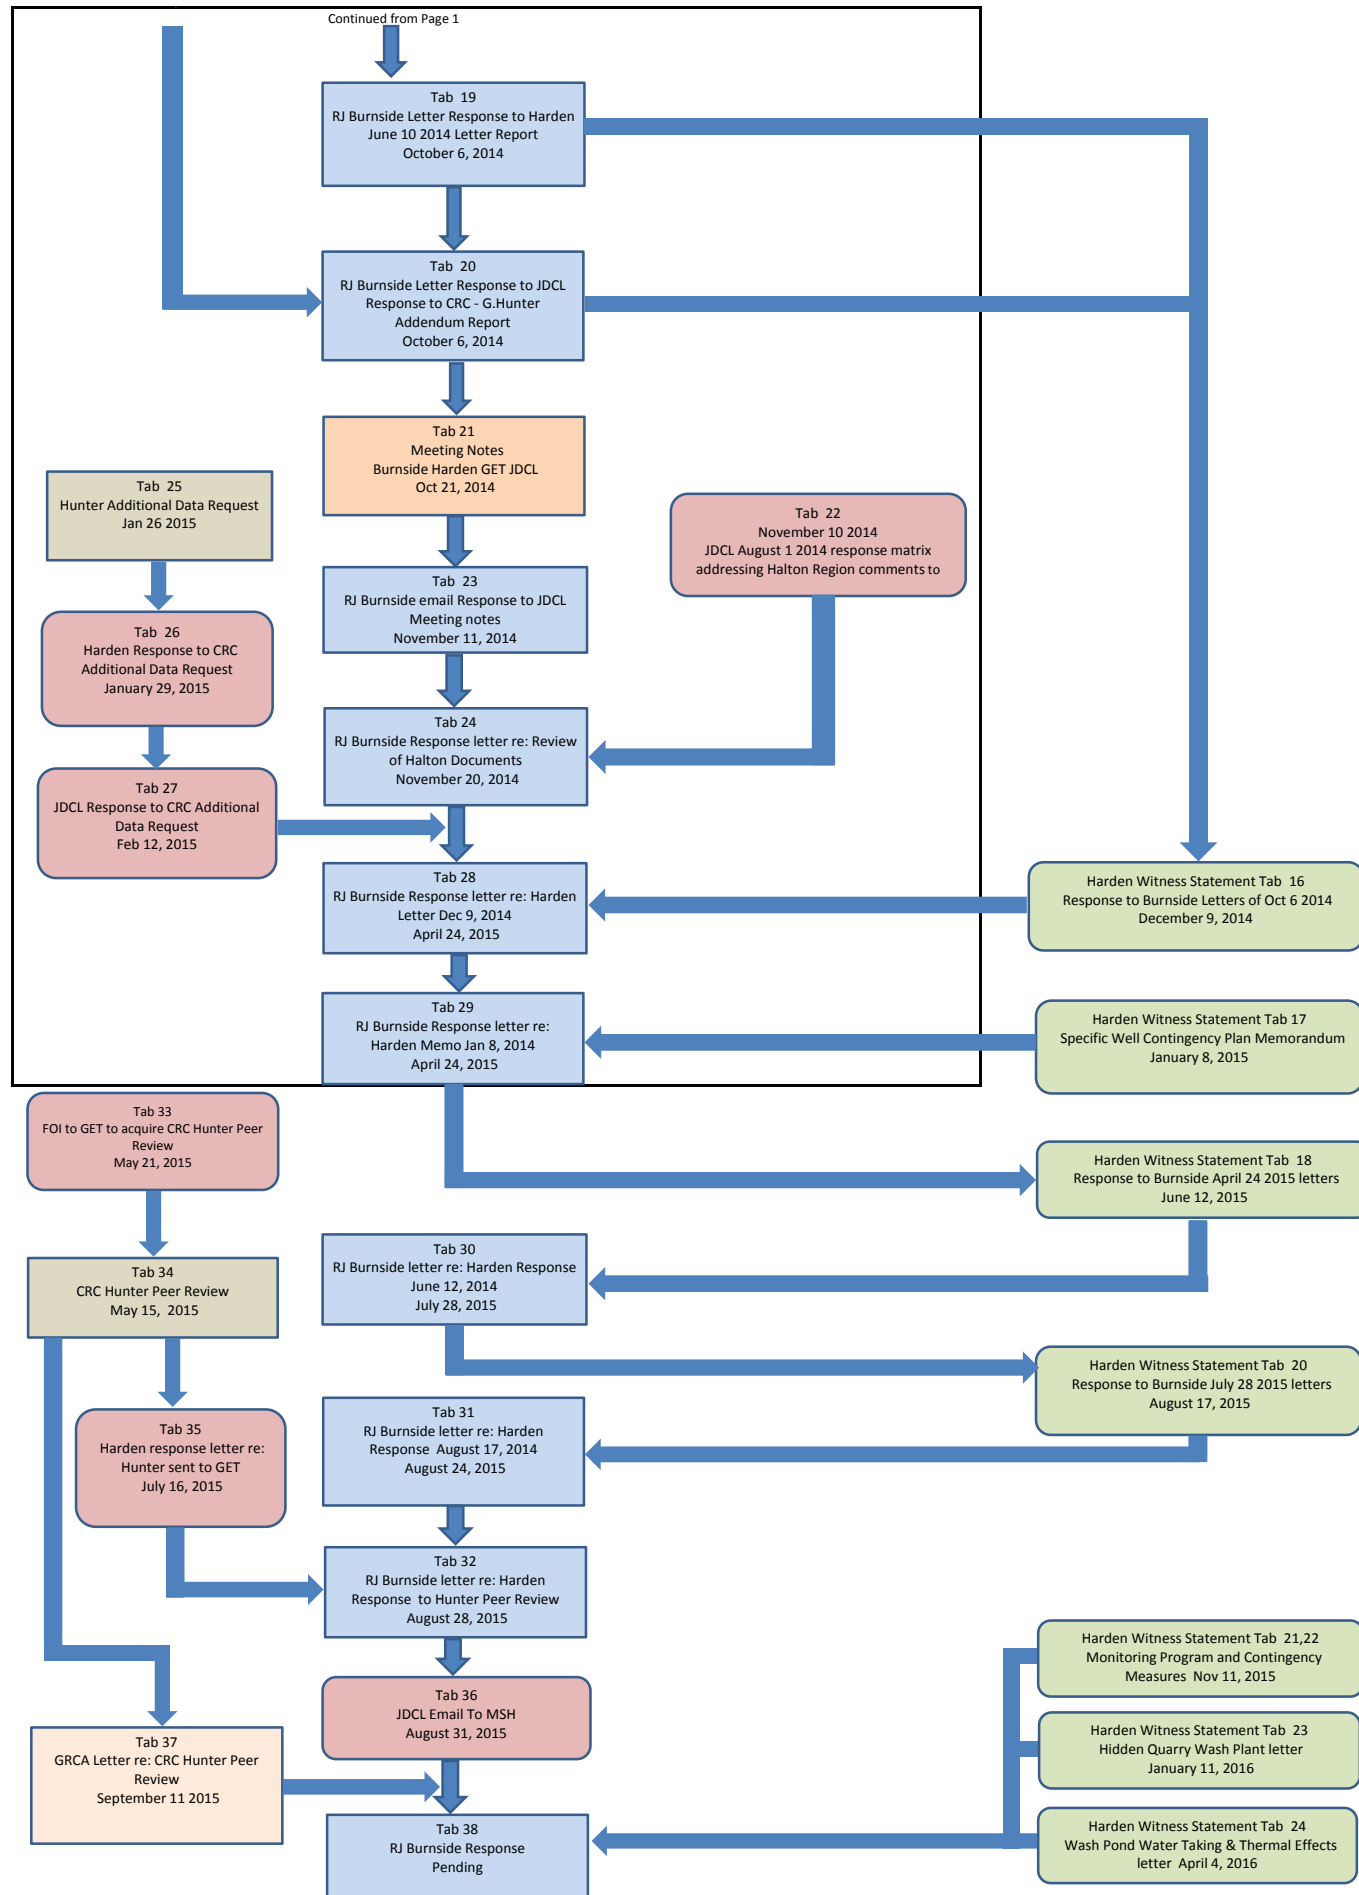 Continued from Page 1
Tab 19
RJ Burnside Letter Response to Harden
June 10 2014 Letter Report
October 6, 2014
Tab 20
RJ Burnside Letter Response to JDCL
Response to CRC - G.Hunter
Addendum Report
October 6, 2014
Tab 21
Meeting Notes
Burnside Harden GET JDCL
Oct 21, 2014
Tab 25
Hunter Additional Data Request
Jan 26 2015
Tab 22
November 10 2014
JDCL August 1 2014 response matrix
addressing Halton Region comments to
Tab 23
RJ Burnside email Response to JDCL
Meeting notes
November 11, 2014
Tab 26
Harden Response to CRC
Additional Data Request
January 29, 2015
Tab 24
RJ Burnside Response letter re: Review
of Halton Documents
November 20, 2014
Tab 27
JDCL Response to CRC Additional
Data Request
Feb 12, 2015
Tab 28
RJ Burnside Response letter re: Harden
Letter Dec 9, 2014
April 24, 2015
Harden Witness Statement Tab 16
Response to Burnside Letters of Oct 6 2014
December 9, 2014
Tab 29
RJ Burnside Response letter re:
Harden Memo Jan 8, 2014
April 24, 2015
Harden Witness Statement Tab 17
Specific Well Contingency Plan Memorandum
January 8, 2015
Tab 33
FOI to GET to acquire CRC Hunter Peer
Review
May 21, 2015
Harden Witness Statement Tab 18
Response to Burnside April 24 2015 letters
June 12, 2015
Tab 34
CRC Hunter Peer Review
May 15, 2015
Tab 30
RJ Burnside letter re: Harden Response
June 12, 2014
July 28, 2015
Harden Witness Statement Tab 20
Response to Burnside July 28 2015 letters
August 17, 2015
Tab 35
Harden response letter re:
Hunter sent to GET
July 16, 2015
Tab 31
RJ Burnside letter re: Harden
Response August 17, 2014
August 24, 2015
Tab 32
RJ Burnside letter re: Harden
Response to Hunter Peer Review
August 28, 2015
Harden Witness Statement Tab 21,22
Monitoring Program and Contingency
Measures Nov 11, 2015
Tab 36
JDCL Email To MSH
August 31, 2015
Tab 37
GRCA Letter re: CRC Hunter Peer
Review
September 11 2015
Harden Witness Statement Tab 23
Hidden Quarry Wash Plant letter
January 11, 2016
Tab 38
RJ Burnside Response
Pending
Harden Witness Statement Tab 24
Wash Pond Water Taking & Thermal Effects
letter April 4, 2016